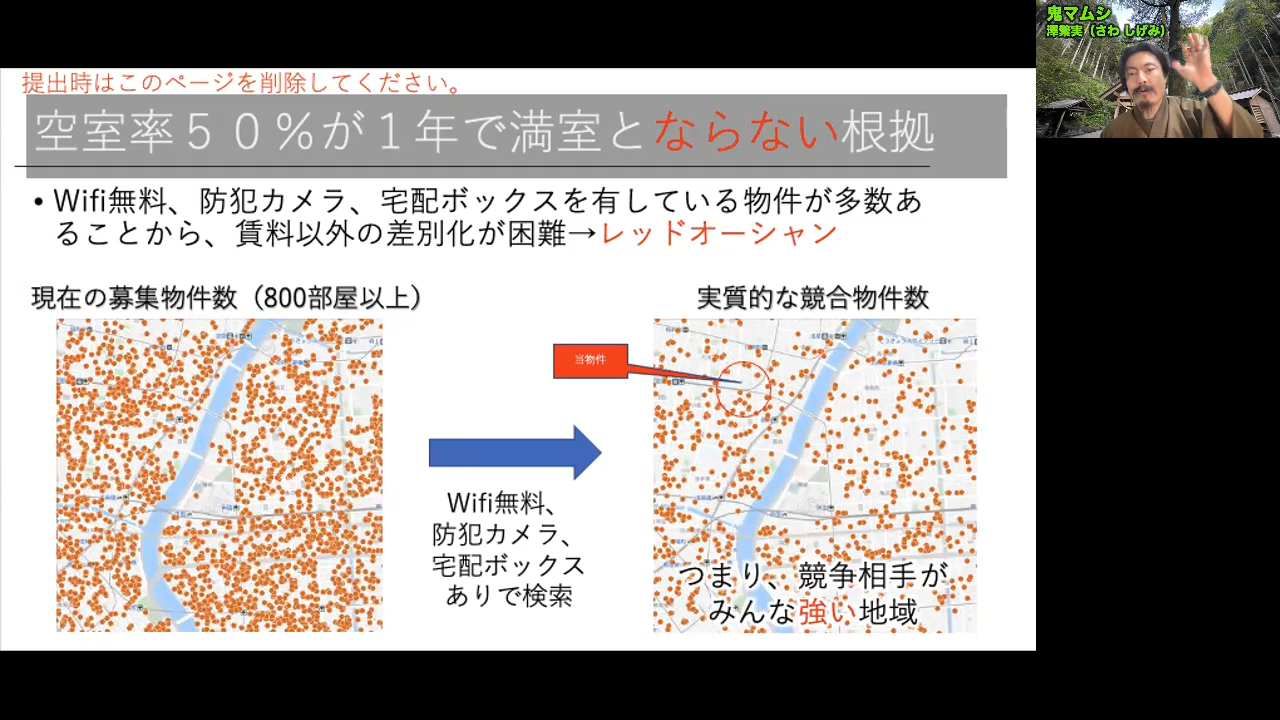 鬼マムシ
澤繁実（さわ しげみ）
提出時はこのページを削除してください。
空室率５０％が１年で満室とならない根拠
• Wifi無料、防犯カメラ、宅配ボックスを有している物件が多数あ
ることから、賃料以外の差別化が困難→レッドオーシャン
現在の募集物件数（800部屋以上）
実質的な競合物件数
当物件
Wifi無料、
防犯カメラ、
宅配ボックス
ありで検索
つまり、競争相手が
みんな強い地域